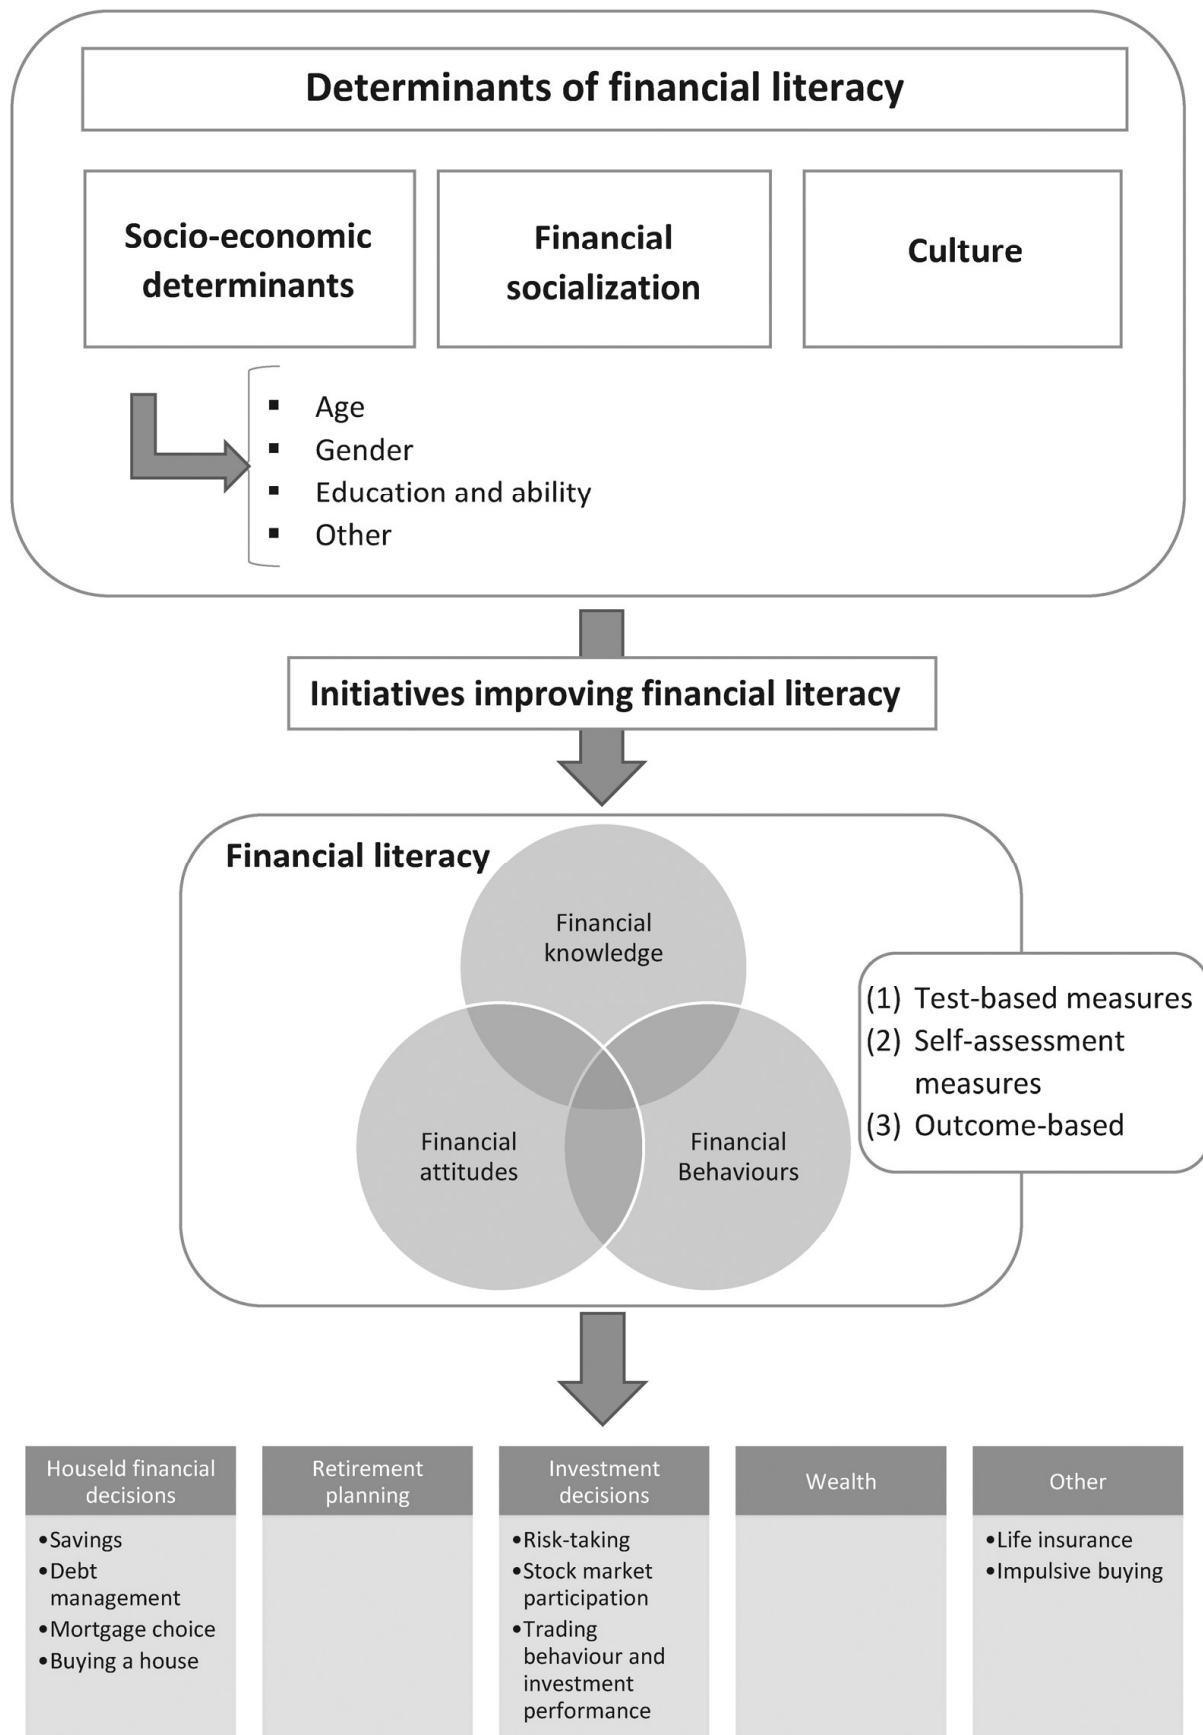 Determinants of financial literacy
Socio-economic
determinants
Financial
socialization
Culture
▪ Age
▪ Gender
▪ Education and ability
▪ Other
Initiatives improving financial literacy
Financial literacy
Financial
knowledge
Financial
attitudes
Financial
Behaviours
(1) Test-based measures
(2) Self-assessment
measures
(3) Outcome-based
Houseld financial
decisions
•Savings
•Debt
management
•Mortgage choice
•Buying a house
Retirement
planning
Investment
decisions
•Risk-taking
•Stock market
participation
•Trading
behaviour and
investment
performance
Wealth
Other
•Life insurance
•Impulsive buying